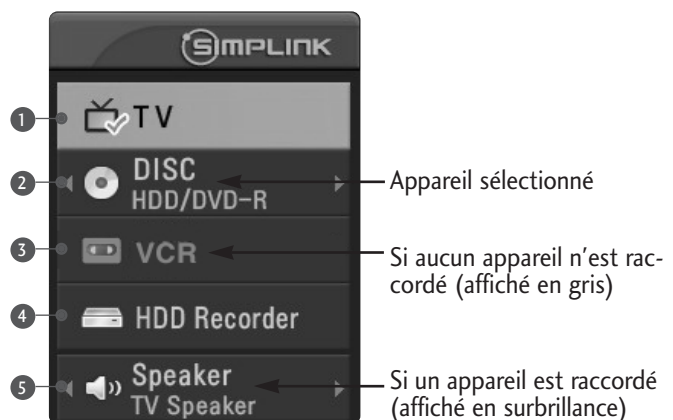 SIMPLINK
1 TV
2 DISC
HDD/DVD-R
Appareil sélectionné
3 VCR
Si aucun appareil n'est rac-
cordé (affiché en gris)
4 HDD Recorder
5 Speaker
TV Speaker
Si un appareil est raccordé
(affiché en surbrillance)